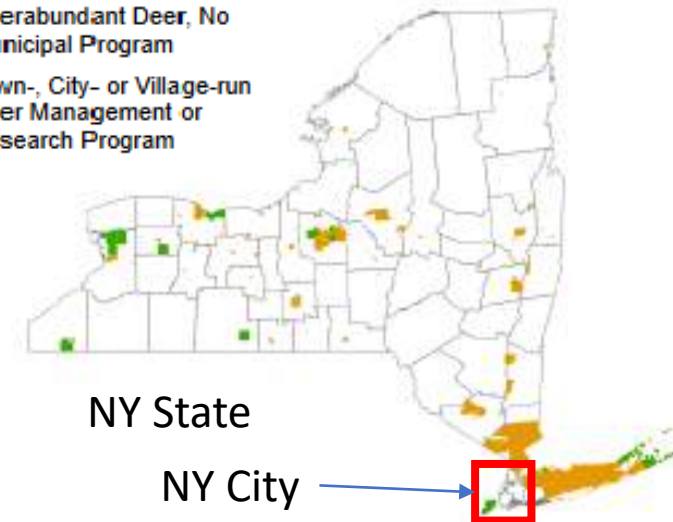 erabundant Deer, No
unicipal Program
wn-, City- or Village-run
er Management or
search Program
NY State
NY City